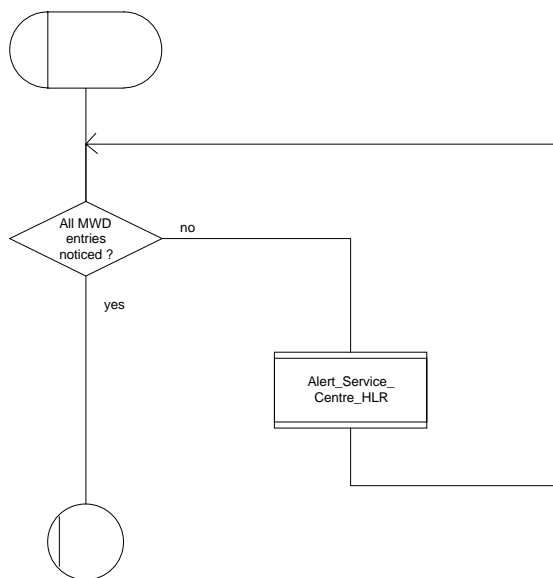 All MWD
entries
noticed ?
no
yes
Alert_Service_
Centre_HLR